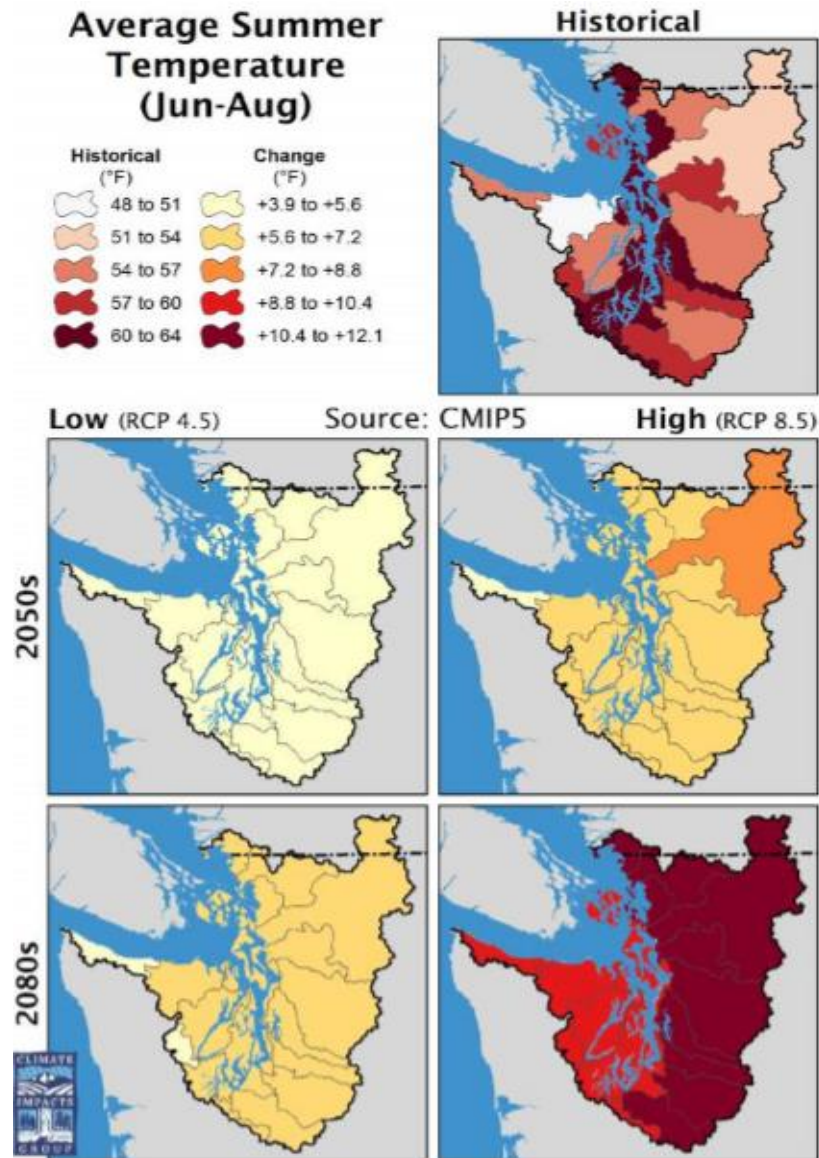 Average Summer
Temperature
(Jun-Aug)
Historical
(°F)
48 to 51
51 to 54
54 to 57
57 to 60
60 to 64
Change
(°F)
+3.9 to +5.6
+5.6 to +7.2
+7.2 to +8.8
+8.8 to +10.4
+10.4 to +12.1
Historical
Low (RCP 4.5) Source: CMIP5 High (RCP 8.5)
2050s
2080s
CLIMATE
IMPACTS
GROUP